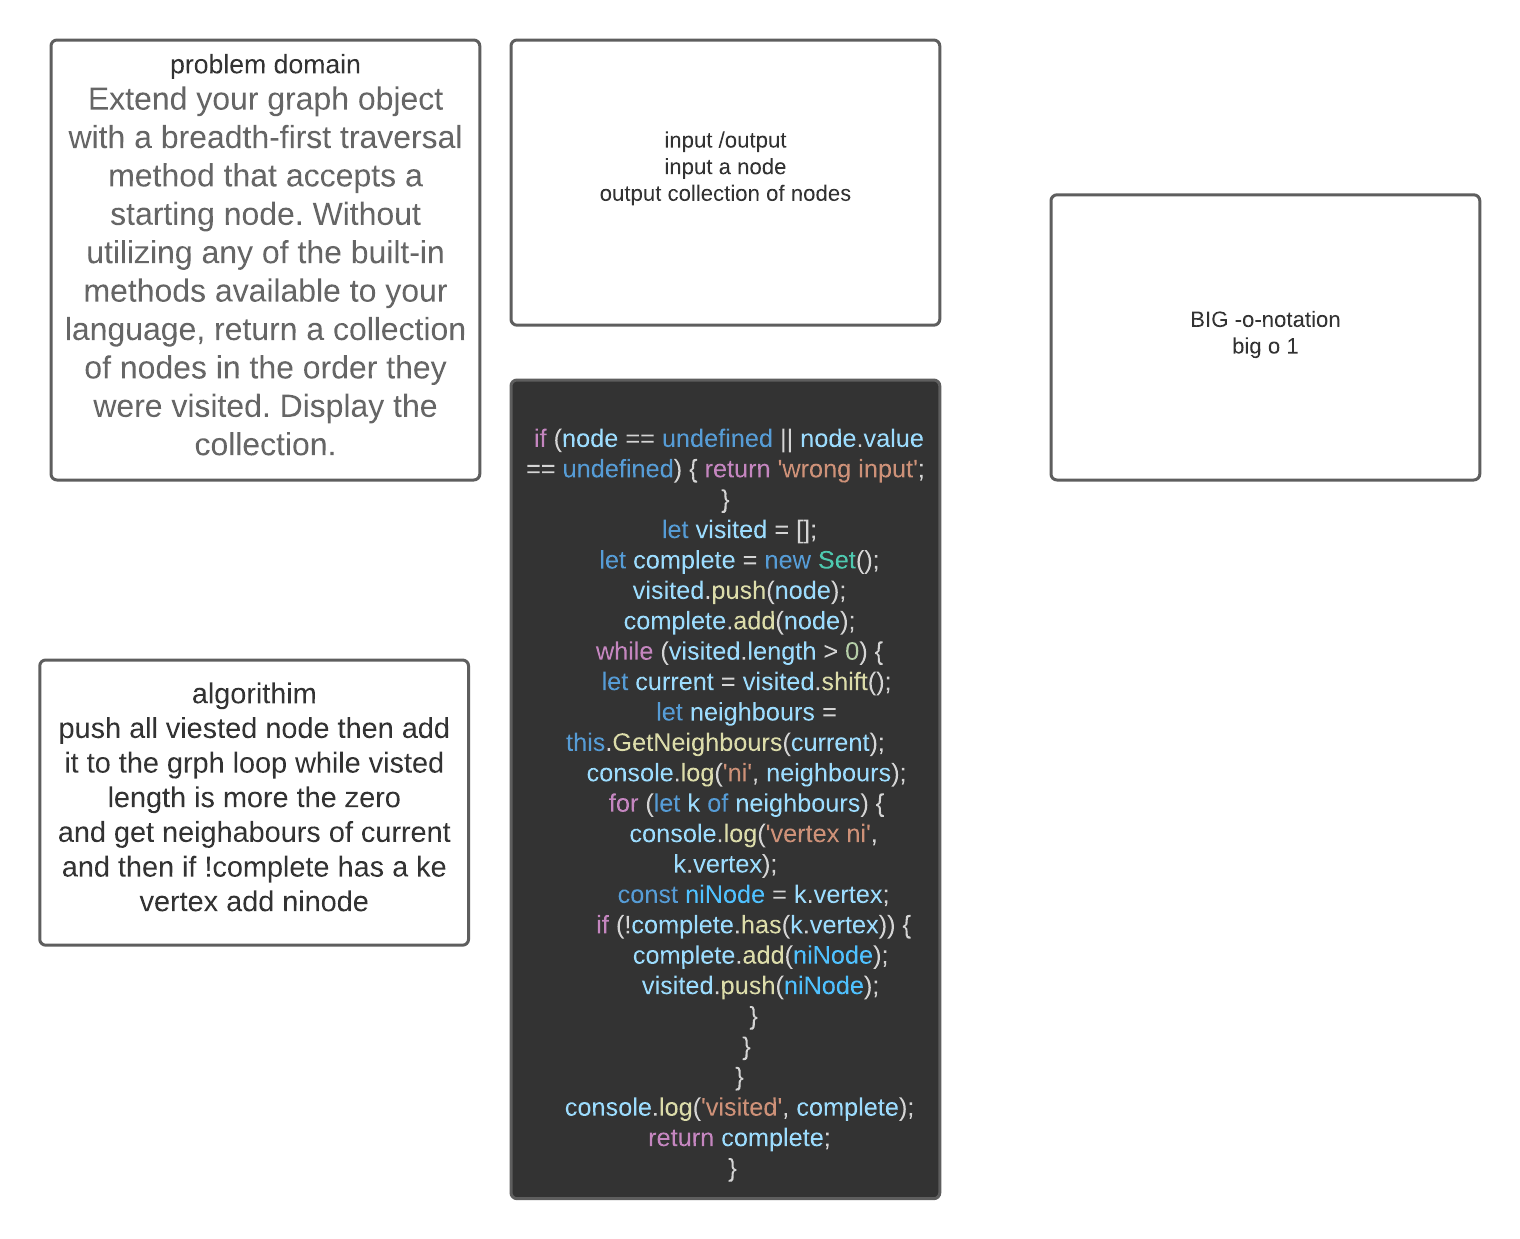 problem domain
Extend your graph object
with a breadth-first traversal
method that accepts a
starting node. Without
utilizing any of the built-in
methods available to your
language, return a collection
of nodes in the order they
were visited. Display the
collection.
input /output
input a node
output collection of nodes
BIG -o-notation
big o 1
algorithim
push all viested node then add
it to the grph loop while visted
length is more the zero
and get neighabours of current
and then if !complete has a ke
vertex add ninode
if (node == undefined || node.value
== undefined) { return 'wrong input';
}
let visited = [];
let complete = new Set();
visited.push(node);
complete.add(node);
while (visited.length > 0) {
let current = visited.shift();
let neighbours =
this.GetNeighbours(current);
console.log('ni', neighbours);
for (let k of neighbours) {
console.log('vertex ni',
k.vertex);
const niNode = k.vertex;
if (!complete.has(k.vertex)) {
complete.add(niNode);
visited.push(niNode);
}
}
}
console.log('visited', complete);
return complete;
}